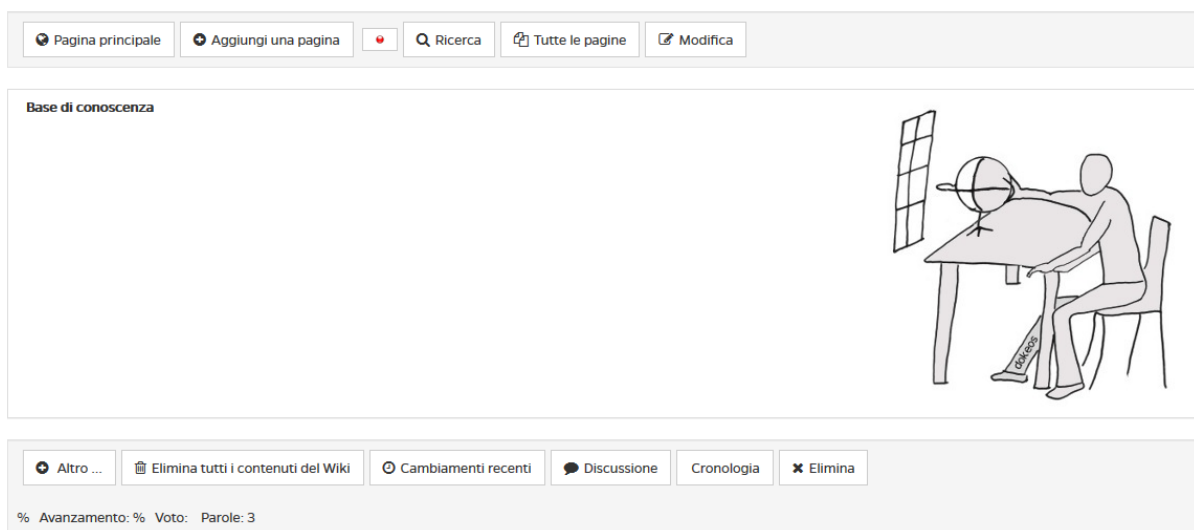 Pagina principale Aggiungi una pagina Ricerca Tutte le pagine Modifica
Base di conoscenza
dokeos
Altro ... Elimina tutti i contenuti del Wiki Cambiamenti recenti Discussione Cronologia Elimina
% Avanzamento: % Voto: Parole: 3